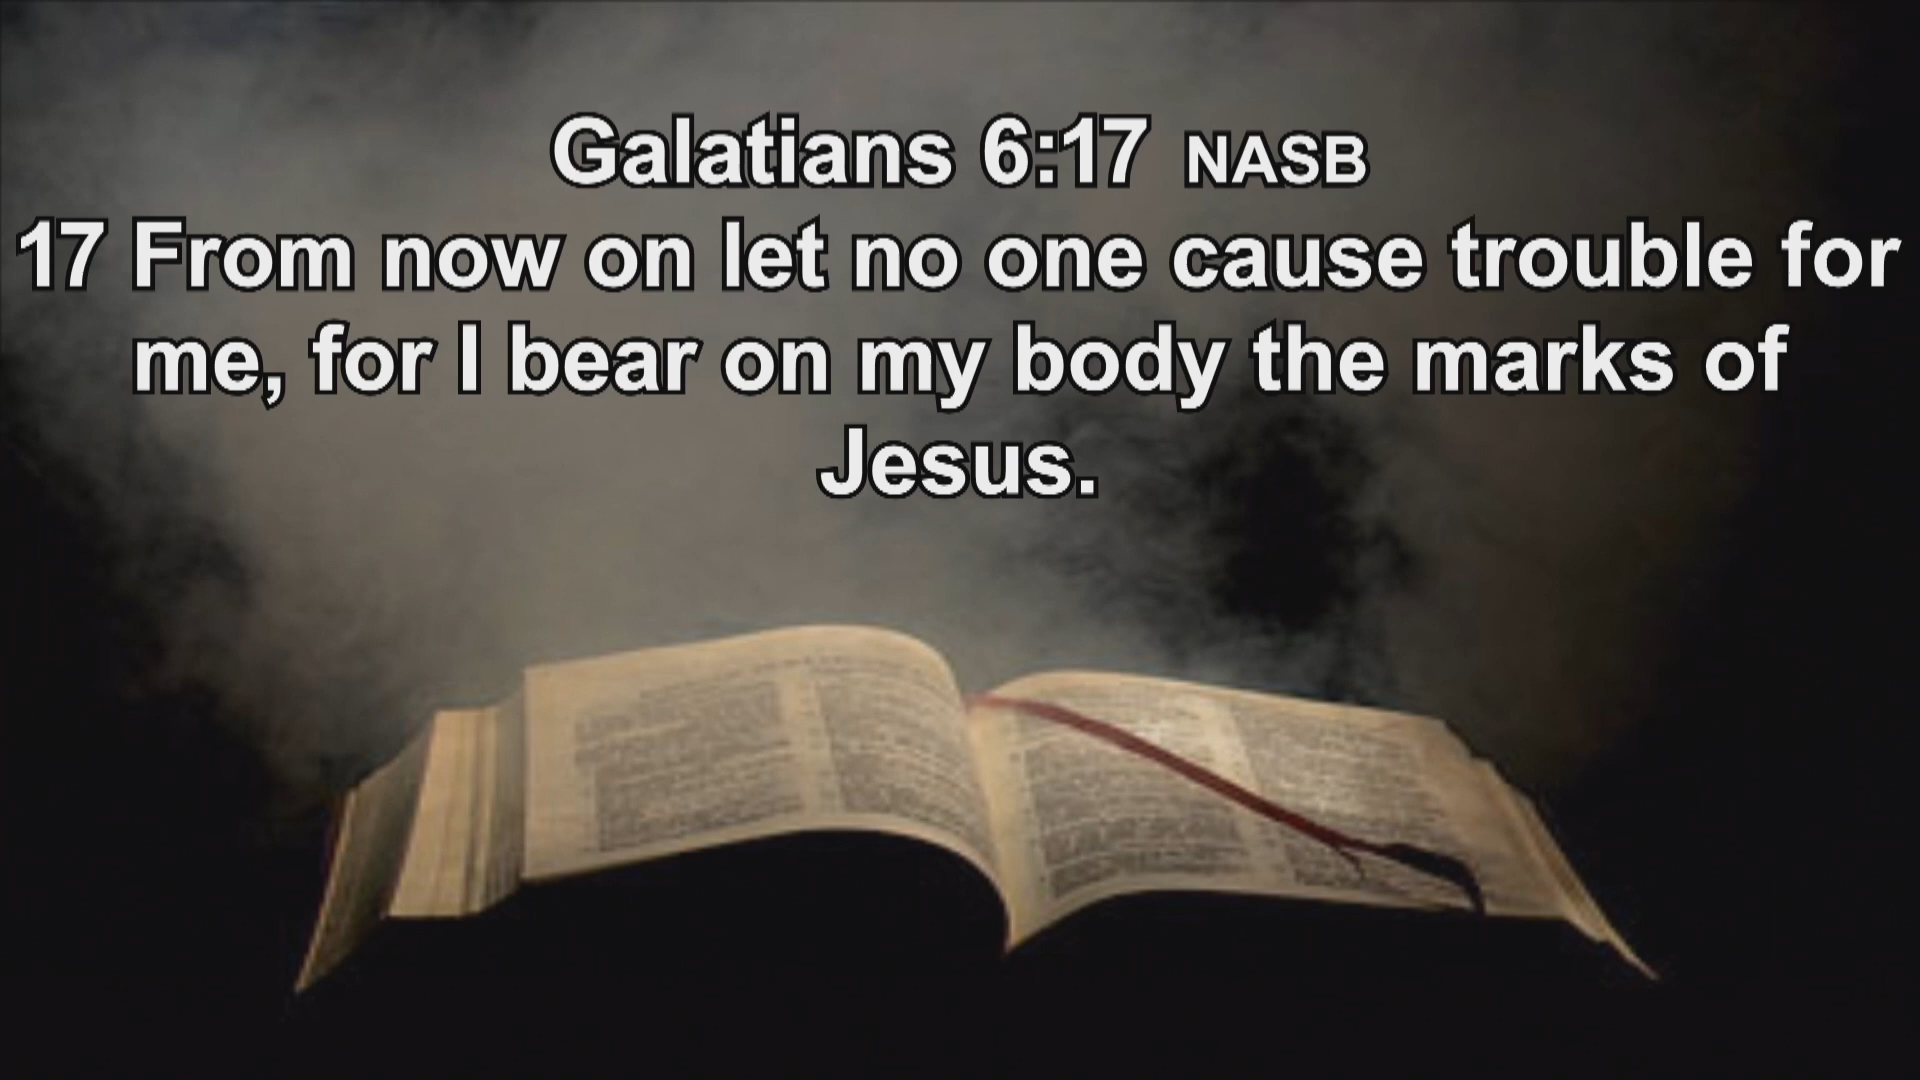 Galatians 6:17 NASB
17 From now on let no one cause trouble for
me, for I bear on my body the marks of
Jesus.